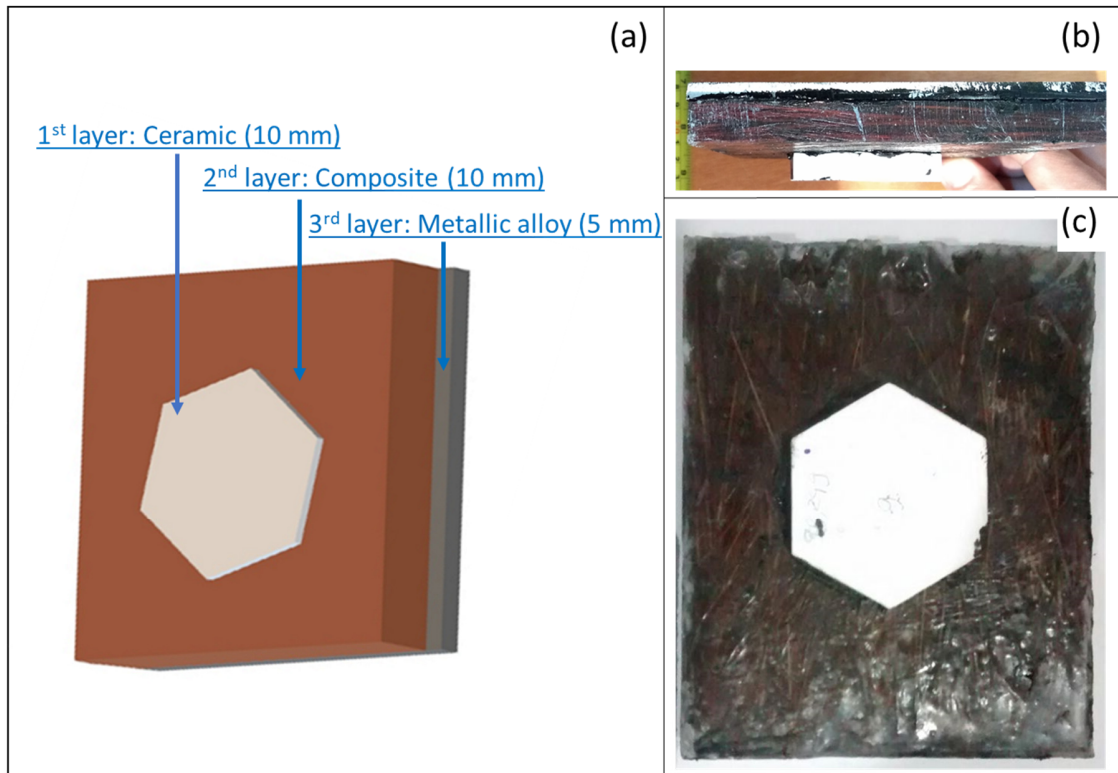 (a)
1st layer: Ceramic (10 mm)
2nd layer: Composite (10 mm)
3rd layer: Metallic alloy (5 mm)
(b)
(c)